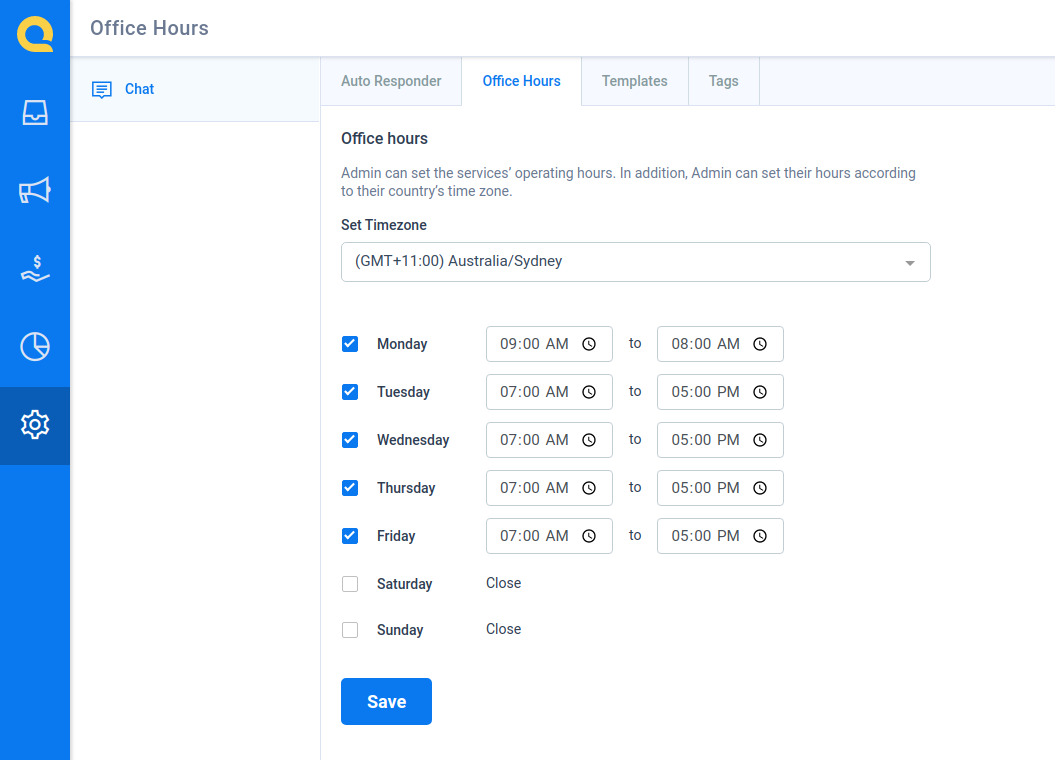 Office Hours
Chat
Auto Responder
Office Hours
Templates
Tags
Office hours
Admin can set the services’ operating hours. In addition, Admin can set their hours according
to their country’s time zone.
Set Timezone
(GMT+11:00) Australia/Sydney
Monday 09:00 AM to 08:00 AM
Tuesday 07:00 AM to 05:00 PM
Wednesday 07:00 AM to 05:00 PM
Thursday 07:00 AM to 05:00 PM
Friday 07:00 AM to 05:00 PM
Saturday Close
Sunday Close
Save